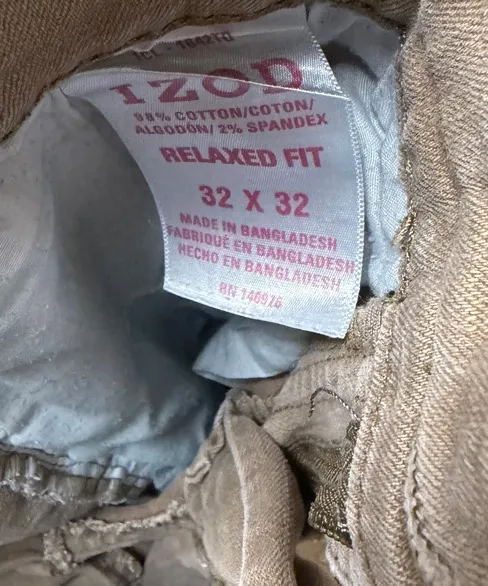 IZOD
98% COTTON/COTON/
ALGODÓN/ 2% SPANDEX
RELAXED FIT
32 X 32
MADE IN BANGLADESH
FABRIQUÉ EN BANGLADESH
HECHO EN BANGLADESH
RN 146976